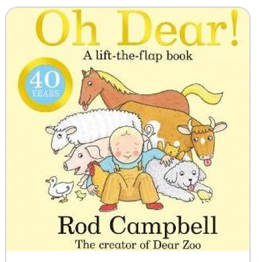 Oh Dear!
A lift-the-flap book
40
YEARS
Rod Campbell
The creator of Dear Zoo